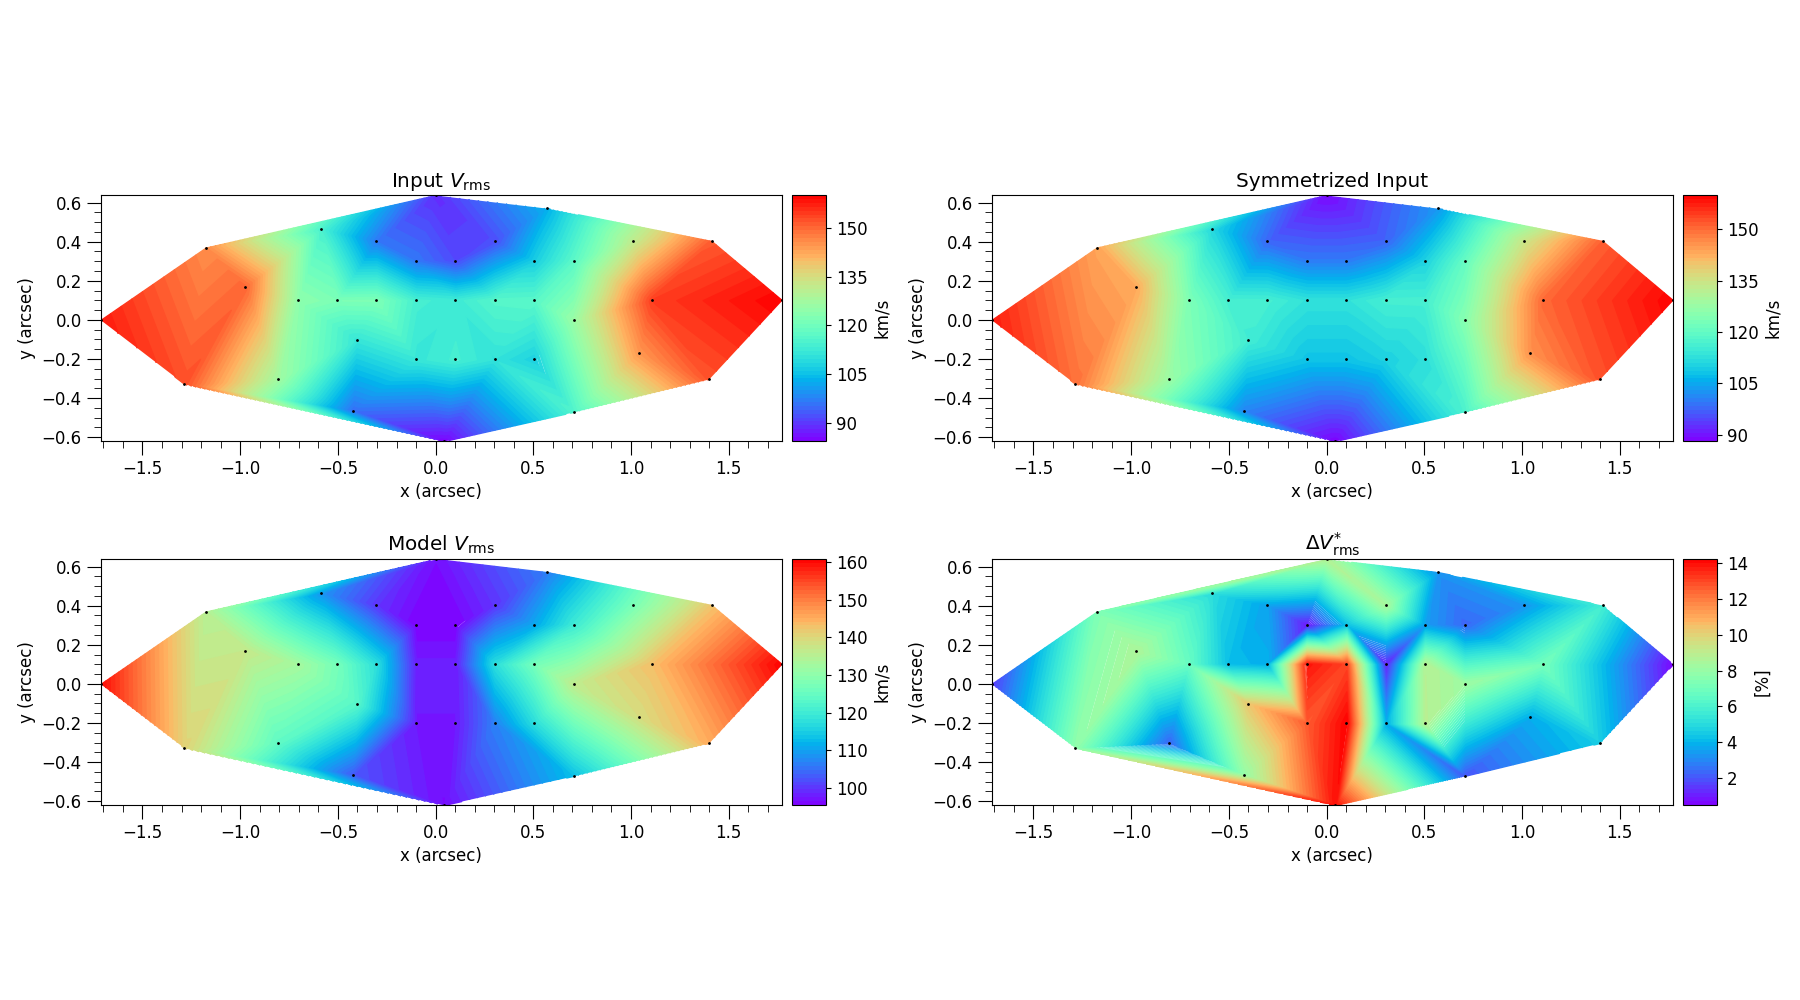 Input V_rms
0.6
0.4
0.2
0.0
−0.2
−0.4
−0.6
y (arcsec)
−1.5 −1.0 −0.5 0.0 0.5 1.0 1.5
x (arcsec)
150
135
120
105
90
km/s
Symmetrized Input
0.6
0.4
0.2
0.0
−0.2
−0.4
−0.6
y (arcsec)
−1.5 −1.0 −0.5 0.0 0.5 1.0 1.5
x (arcsec)
150
135
120
105
90
km/s
Model V_rms
0.6
0.4
0.2
0.0
−0.2
−0.4
−0.6
y (arcsec)
−1.5 −1.0 −0.5 0.0 0.5 1.0 1.5
x (arcsec)
160
150
140
130
120
110
100
km/s
ΔV*_rms
0.6
0.4
0.2
0.0
−0.2
−0.4
−0.6
y (arcsec)
−1.5 −1.0 −0.5 0.0 0.5 1.0 1.5
x (arcsec)
14
12
10
8
6
4
2
[%]